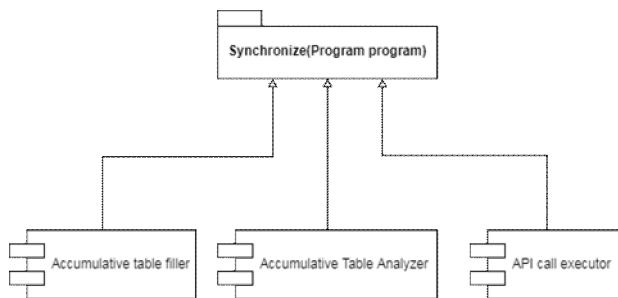 Synchronize(Program program)
Accumulative table filler
Accumulative Table Analyzer
API call executor